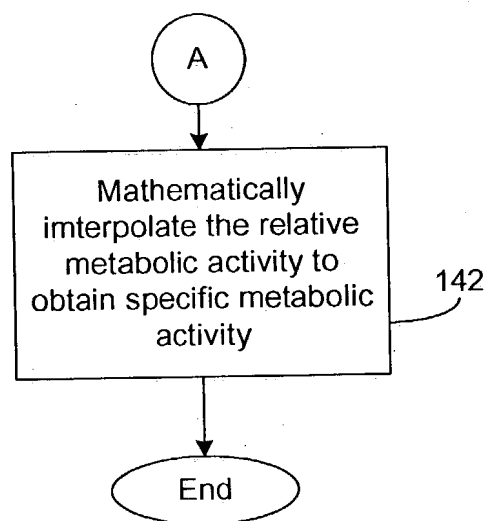 A
Mathematically
imterpolate the relative
metabolic activity to
obtain specific metabolic
activity
142
End